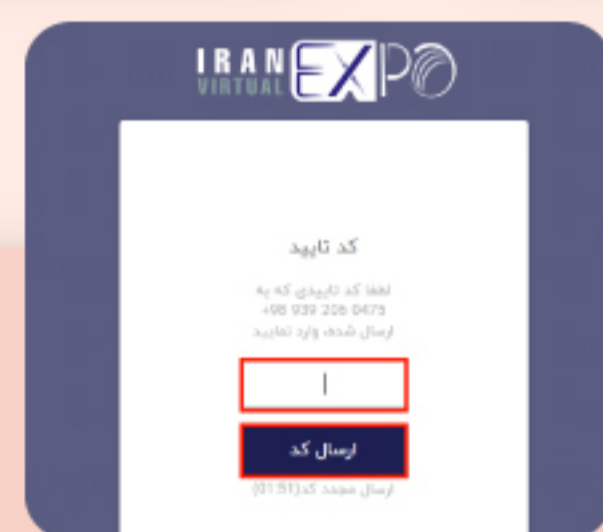 IRAN EXPO
VIRTUAL
کد تایید
لطفا کد تاییدی که به
+98 939 206 0475
ارسال شده، وارد نمایید
ارسال کد
ارسال مجدد کد(01:51)